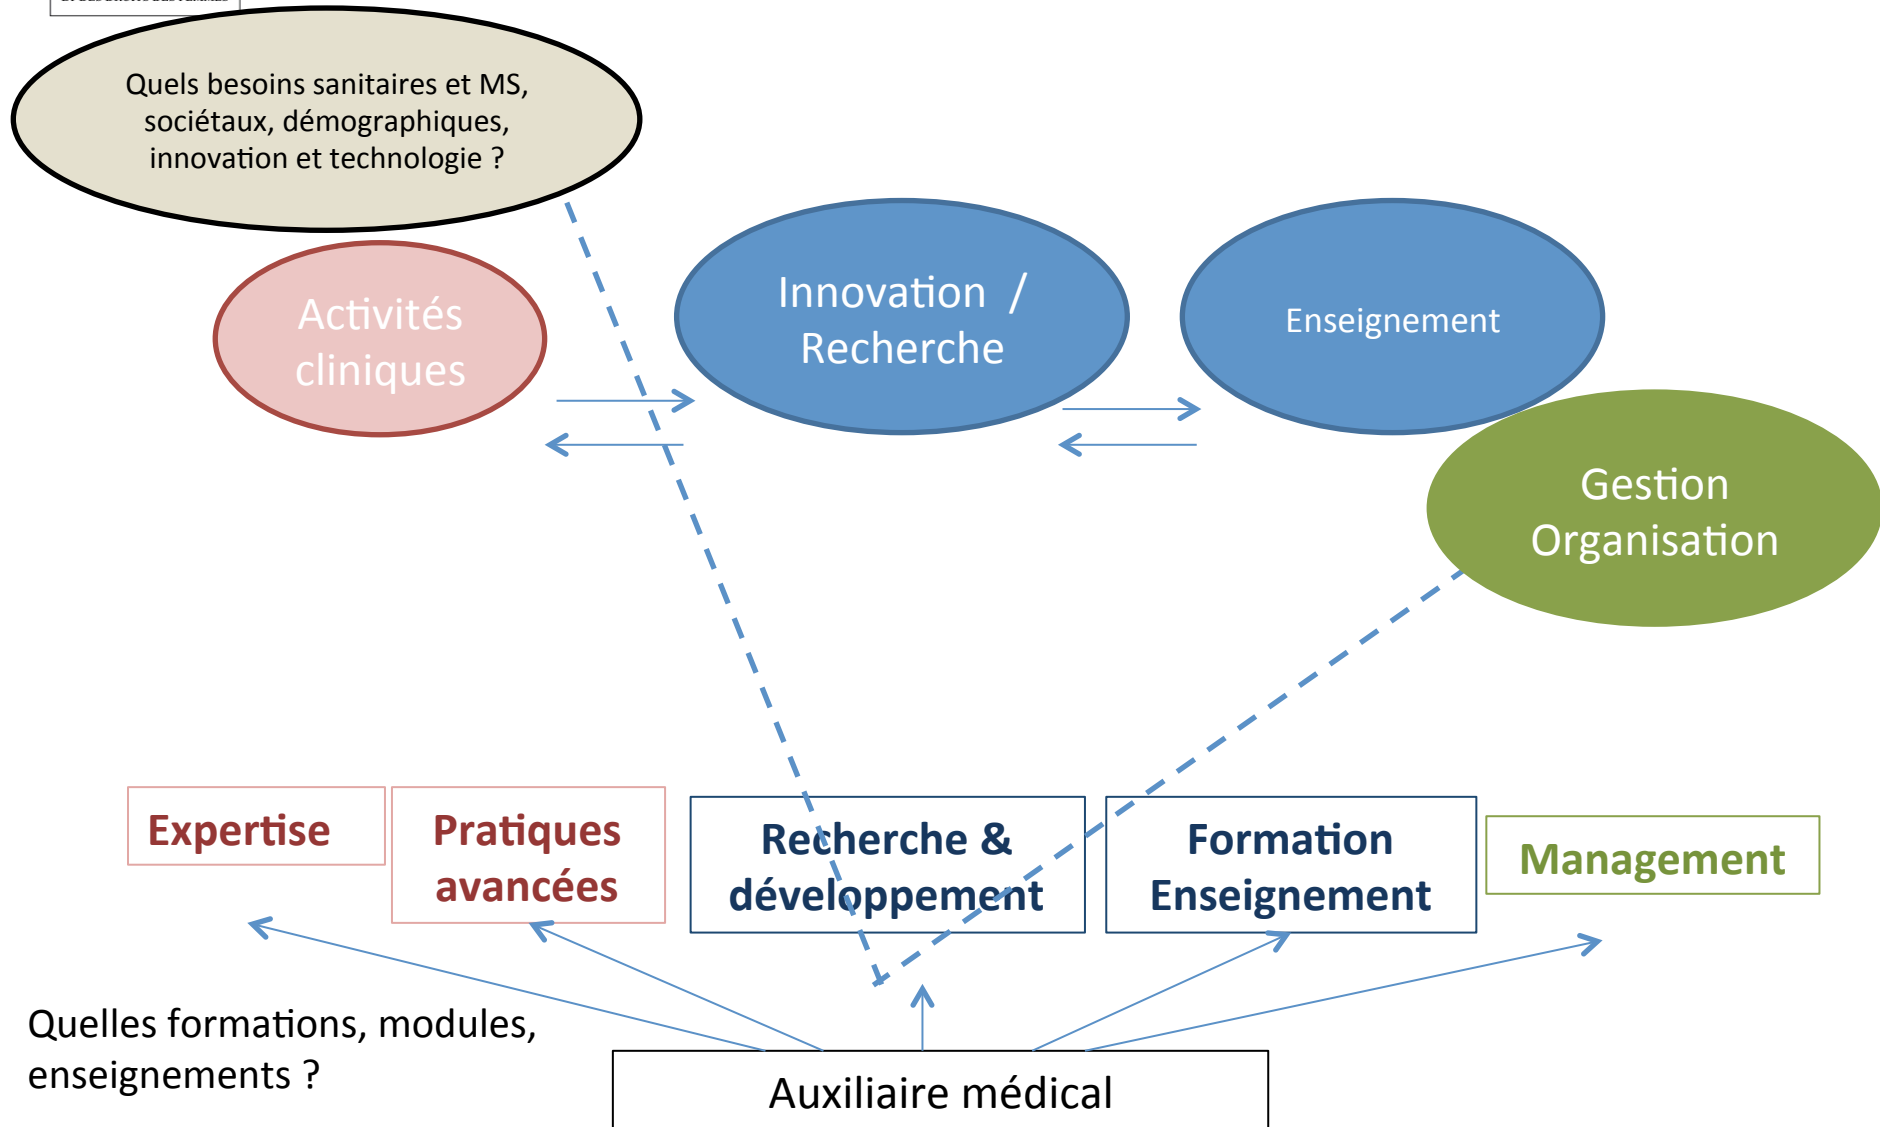 Quels besoins sanitaires et MS,
sociétaux, démographiques,
innovation et technologie ?
Activités
cliniques
Innovation /
Recherche
Enseignement
Gestion
Organisation
Expertise
Pratiques
avancées
Recherche &
développement
Formation
Enseignement
Management
Quelles formations, modules,
enseignements ?
Auxiliaire médical